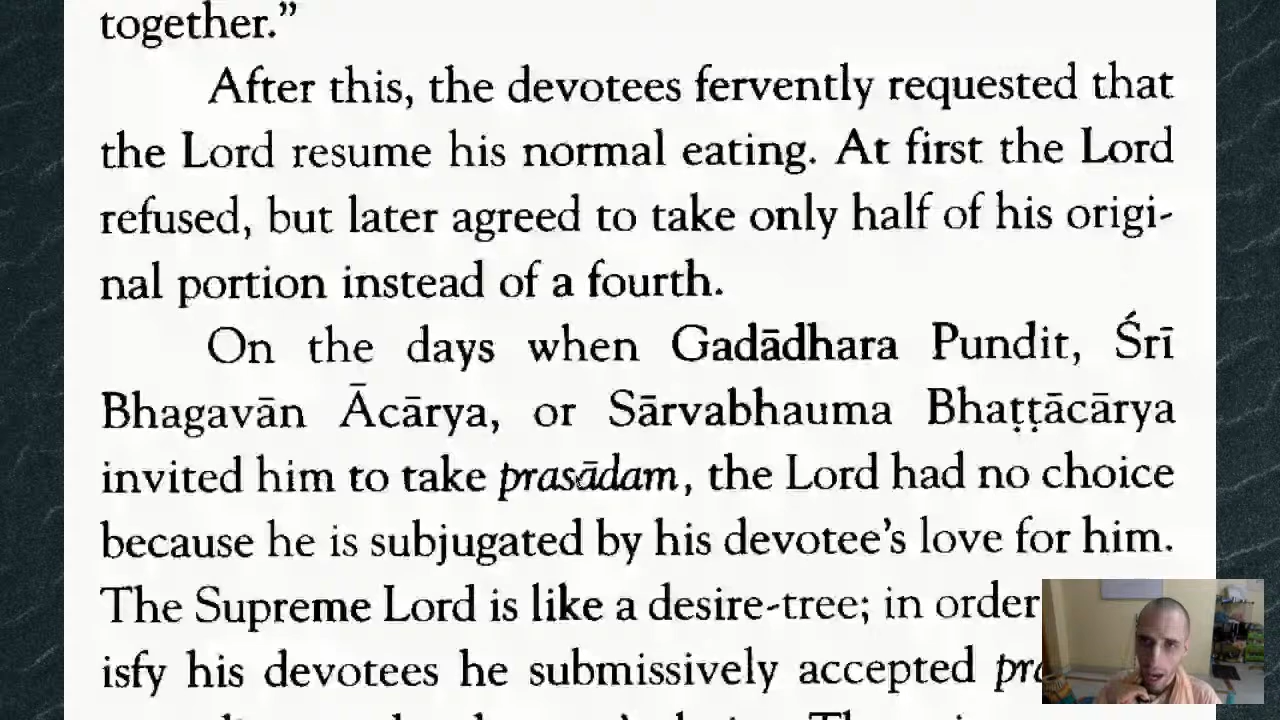 together.”
After this, the devotees fervently requested that
the Lord resume his normal eating. At first the Lord
refused, but later agreed to take only half of his origi-
nal portion instead of a fourth.
On the days when Gadādhara Pundit, Śrī
Bhagavān Ācārya, or Sārvabhauma Bhaṭṭācārya
invited him to take prasādam, the Lord had no choice
because he is subjugated by his devotee’s love for him.
The Supreme Lord is like a desire-tree; in order
isfy his devotees he submissively accepted